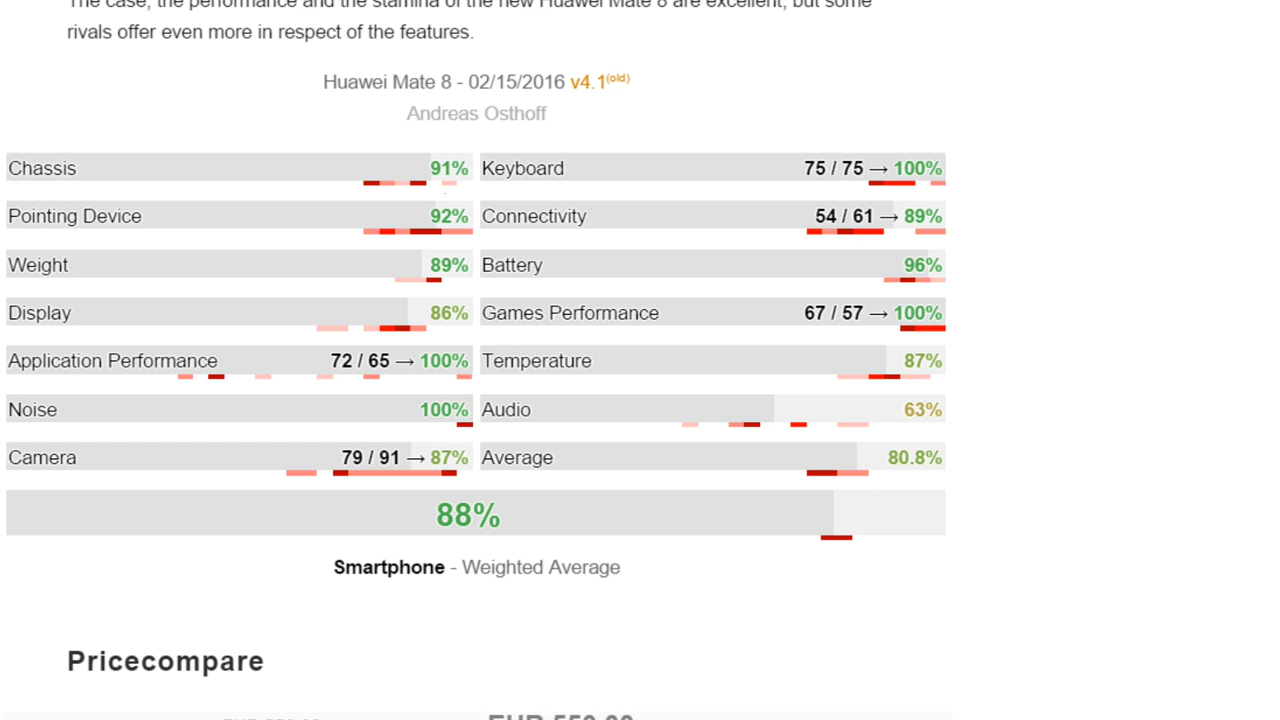 The case, the performance and the stamina of the new Huawei Mate 8 are excellent, but some
rivals offer even more in respect of the features.
Huawei Mate 8 - 02/15/2016 v4.1(old)
Andreas Osthoff
Chassis 91% Keyboard 75 / 75 → 100%
Pointing Device 92% Connectivity 54 / 61 → 89%
Weight 89% Battery 96%
Display 86% Games Performance 67 / 57 → 100%
Application Performance 72 / 65 → 100% Temperature 87%
Noise 100% Audio 63%
Camera 79 / 91 → 87% Average 80.8%
88%
Smartphone - Weighted Average
Pricecompare